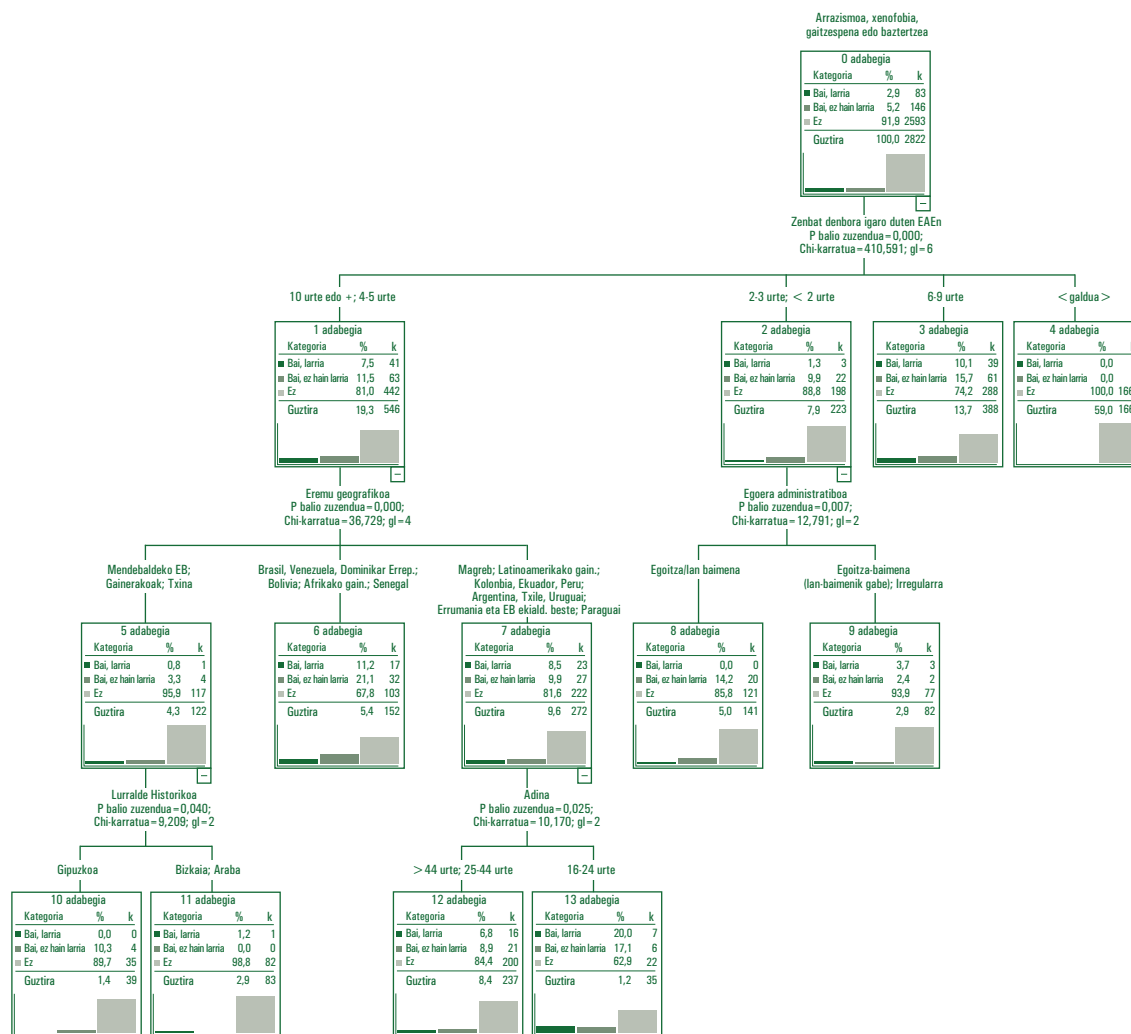 Arrazismoa, xenofobia,
gaitzespena edo baztertzea
0 adabegia
Kategoria % k
Bai, larria 2,9 83
Bai, ez hain larria 5,2 146
Ez 91,9 2593
Guztira 100,0 2822
Zenbat denbora igaro duten EAEn
P balio zuzendua=0,000;
Chi-karratua=410,591; gl=6
10 urte edo +; 4-5 urte
1 adabegia
Kategoria % k
Bai, larria 7,5 41
Bai, ez hain larria 11,5 63
Ez 81,0 442
Guztira 19,3 546
2-3 urte; < 2 urte
2 adabegia
Kategoria % k
Bai, larria 1,3 3
Bai, ez hain larria 9,9 22
Ez 88,8 198
Guztira 7,9 223
6-9 urte
3 adabegia
Kategoria % k
Bai, larria 10,1 39
Bai, ez hain larria 15,7 61
Ez 74,2 288
Guztira 13,7 388
<galdua>
4 adabegia
Kategoria %
Bai, larria 0,0
Bai, ez hain larria 0,0
Ez 100,0 166
Guztira 59,0 166
Eremu geografikoa
P balio zuzendua=0,000;
Chi-karratua=36,729; gl=4
Egoera administratiboa
P balio zuzendua=0,007;
Chi-karratua=12,791; gl=2
Mendebaldeko EB;
Gainerakoak; Txina
5 adabegia
Kategoria % k
Bai, larria 0,8 1
Bai, ez hain larria 3,3 4
Ez 95,9 117
Guztira 4,3 122
Brasil, Venezuela, Dominikar Errep.;
Bolivia; Afrikako gain.; Senegal
6 adabegia
Kategoria % k
Bai, larria 11,2 17
Bai, ez hain larria 21,1 32
Ez 67,8 103
Guztira 5,4 152
Magreb; Latinoamerikako gain.;
Kolonbia, Ekuador, Peru;
Argentina, Txile, Uruguai;
Errumania eta EB ekiald. beste; Paraguai
7 adabegia
Kategoria % k
Bai, larria 8,5 23
Bai, ez hain larria 9,9 27
Ez 81,6 222
Guztira 9,6 272
Egoitza/lan baimena
8 adabegia
Kategoria % k
Bai, larria 0,0 0
Bai, ez hain larria 14,2 20
Ez 85,8 121
Guztira 5,0 141
Egoitza-baimena
(lan-baimenik gabe); Irregularra
9 adabegia
Kategoria % k
Bai, larria 3,7 3
Bai, ez hain larria 2,4 2
Ez 93,9 77
Guztira 2,9 82
Lurralde Historikoa
P balio zuzendua=0,040;
Chi-karratua=9,209; gl=2
Adina
P balio zuzendua=0,025;
Chi-karratua=10,170; gl=2
Gipuzkoa
10 adabegia
Kategoria % k
Bai, larria 0,0 0
Bai, ez hain larria 10,3 4
Ez 89,7 35
Guztira 1,4 39
Bizkaia; Araba
11 adabegia
Kategoria % k
Bai, larria 1,2 1
Bai, ez hain larria 0,0 0
Ez 98,8 82
Guztira 2,9 83
>44 urte; 25-44 urte
12 adabegia
Kategoria % k
Bai, larria 6,8 16
Bai, ez hain larria 8,9 21
Ez 84,4 200
Guztira 8,4 237
16-24 urte
13 adabegia
Kategoria % k
Bai, larria 20,0 7
Bai, ez hain larria 17,1 6
Ez 62,9 22
Guztira 1,2 35